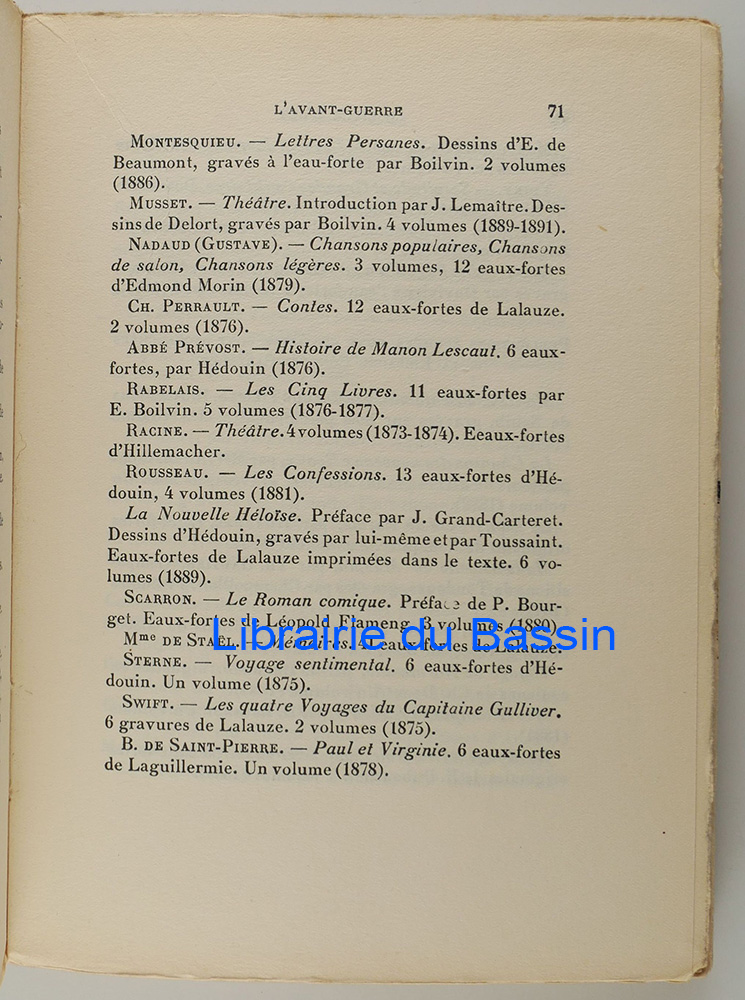 L'AVANT-GUERRE 71
MONTESQUIEU. — Lettres Persanes. Dessins d'E. de
Beaumont, gravés à l'eau-forte par Boilvin. 2 volumes
(1886).
MUSSET. — Théâtre. Introduction par J. Lemaître. Des-
sins de Delort, gravés par Boilvin. 4 volumes (1889-1891).
NADAUD (GUSTAVE). — Chansons populaires, Chansons
de salon, Chansons légères. 3 volumes, 12 eaux-fortes
d'Edmond Morin (1879).
CH. PERRAULT. — Contes. 12 eaux-fortes de Lalauze.
2 volumes (1876).
ABBÉ PRÉVOST. — Histoire de Manon Lescaut. 6 eaux-
fortes, par Hédouin (1876).
RABELAIS. — Les Cinq Livres. 11 eaux-fortes par
E. Boilvin. 5 volumes (1876-1877).
RACINE. — Théâtre. 4 volumes (1873-1874). Eeaux-fortes
d'Hillemacher.
ROUSSEAU. — Les Confessions. 13 eaux-fortes d'Hé-
douin, 4 volumes (1881).
La Nouvelle Héloïse. Préface par J. Grand-Carteret.
Dessins d'Hédouin, gravés par lui-même et par Toussaint.
Eaux-fortes de Lalauze imprimées dans le texte. 6 vo-
lumes (1889).
SCARRON. — Le Roman comique. Préface de P. Bour-
get. Eaux-fortes de Léopold Flameng. 3 volumes (1880).
Librairie du Bassin
Mme DE STAËL. — Mémoires. 41 eaux-fortes de Lalauze.
STERNE. — Voyage sentimental. 6 eaux-fortes d'Hé-
douin. Un volume (1875).
SWIFT. — Les quatre Voyages du Capitaine Gulliver.
6 gravures de Lalauze. 2 volumes (1875).
B. DE SAINT-PIERRE. — Paul et Virginie. 6 eaux-fortes
de Laguillermie. Un volume (1878).